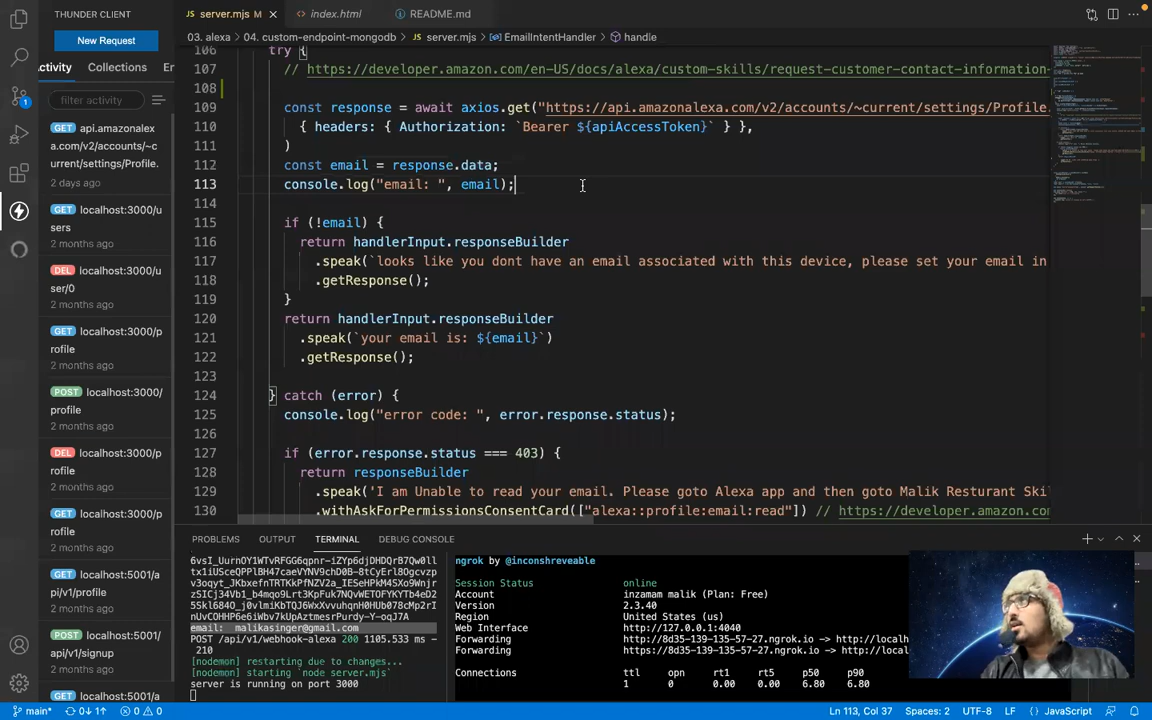 THUNDER CLIENT
New Request
ctivity Collections En
filter activity
GET api.amazonalex
a.com/v2/accounts/~c
urrent/settings/Profile.
2 days ago
GET localhost:3000/u
sers
2 months ago
DEL localhost:3000/u
ser/0
2 months ago
GET localhost:3000/p
rofile
2 months ago
POST localhost:3000/
profile
2 months ago
DEL localhost:3000/p
rofile
2 months ago
GET localhost:3000/p
rofile
2 months ago
GET localhost:5001/a
pi/v1/profile
2 months ago
POST localhost:5001/
api/v1/signup
2 months ago
GET localhost:5001/a
server.mjs M index.html README.md
03. alexa > 04. custom-endpoint-mongodb > server.mjs > EmailIntentHandler > handle
106 try {
107 // https://developer.amazon.com/en-US/docs/alexa/custom-skills/request-customer-contact-information-
108
109 const response = await axios.get("https://api.amazonalexa.com/v2/accounts/~current/settings/Profile.
110 { headers: { Authorization: `Bearer ${apiAccessToken}` } },
111 )
112 const email = response.data;
113 console.log("email: ", email);
114
115 if (!email) {
116 return handlerInput.responseBuilder
117 .speak(`looks like you dont have an email associated with this device, please set your email in
118 .getResponse();
119 }
120 return handlerInput.responseBuilder
121 .speak(`your email is: ${email}`)
122 .getResponse();
123
124 } catch (error) {
125 console.log("error code: ", error.response.status);
126
127 if (error.response.status === 403) {
128 return responseBuilder
129 .speak('I am Unable to read your email. Please goto Alexa app and then goto Malik Resturant Ski
130 .withAskForPermissionsConsentCard(["alexa::profile:email:read"]) // https://developer.amazon.co
PROBLEMS OUTPUT TERMINAL DEBUG CONSOLE
email: malikasinger@gmail.com
POST /api/v1/webhook-alexa 200 1105.533 ms -
210
[nodemon] restarting due to changes...
[nodemon] starting `node server.mjs`
server is running on port 3000
ngrok by @inconshreveable
Session Status online
Account inzamam malik (Plan: Free)
Version 2.3.40
Region United States (us)
Web Interface http://127.0.0.1:4040
Forwarding http://8d35-139-135-57-27.ngrok.io -> http://localh
Forwarding https://8d35-139-135-57-27.ngrok.io -> http://loca
Connections ttl opn rt1 rt5 p50 p90
1 0 0.00 0.00 6.80 6.80
main* 0↓ 1↑ 0 0 Ln 113, Col 37 Spaces: 2 UTF-8 LF JavaScript